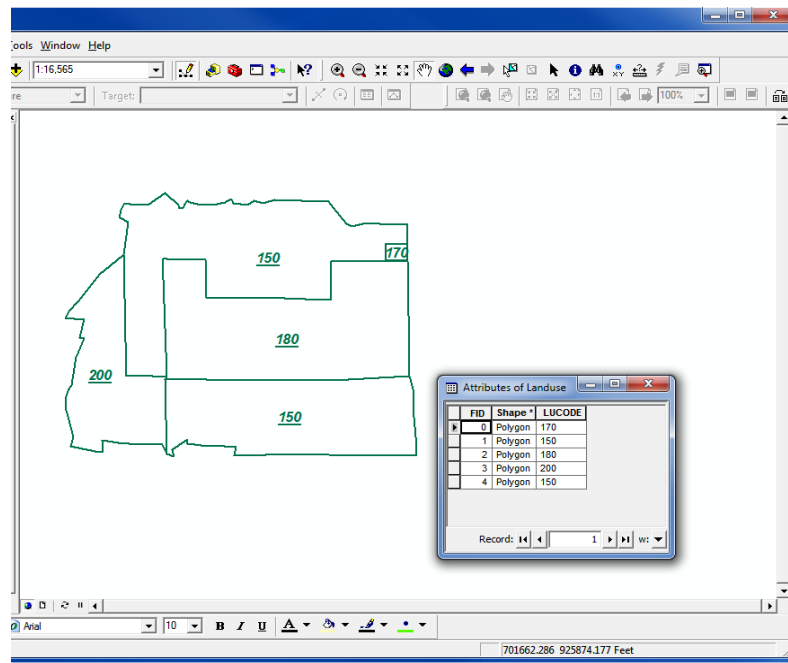 ools Window Help
1:16,565
re Target: 100%
150
170
180
200
150
Attributes of Landuse
FID Shape * LUCODE
0 Polygon 170
1 Polygon 150
2 Polygon 180
3 Polygon 200
4 Polygon 150
Record: 1 w:
Arial 10 B I U A
701662.286 925874.177 Feet